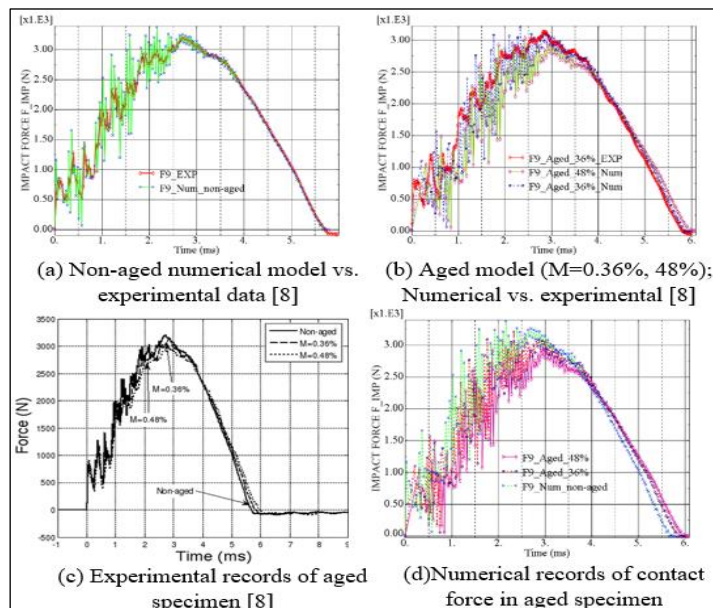 [x1.E3]
3.00
2.50
2.00
1.50
1.00
0.50
0.00
IMPACT FORCE F_IMP (N)
F9_EXP
F9_Num_non-aged
0. 1. 2. 3. 4. 5.
Time (ms)
(a) Non-aged numerical model vs.
experimental data [8]
[x1.E3]
3.00
2.50
2.00
1.50
1.00
0.50
0.00
IMPACT FORCE F_IMP (N)
F9_Aged_36%_EXP
F9_Aged_48%_Num
F9_Aged_36%_Num
0. 1. 2. 3. 4. 5. 6.
Time (ms)
(b) Aged model (M=0.36%, 48%);
Numerical vs. experimental [8]
3500
3000
2500
2000
1500
1000
500
0
-500
Force (N)
Non-aged
M=0.36%
M=0.48%
M=0.36%
M=0.48%
Non-aged
-1 0 1 2 3 4 5 6 7 8 9
Time (ms)
(c) Experimental records of aged
specimen [8]
[x1.E3]
3.00
2.50
2.00
1.50
1.00
0.50
0.00
IMPACT FORCE F_IMP (N)
F9_Aged_48%
F9_Aged_36%
F9_Num_non-aged
0. 1. 2. 3. 4. 5. 6.
Time (ms)
(d)Numerical records of contact
force in aged specimen